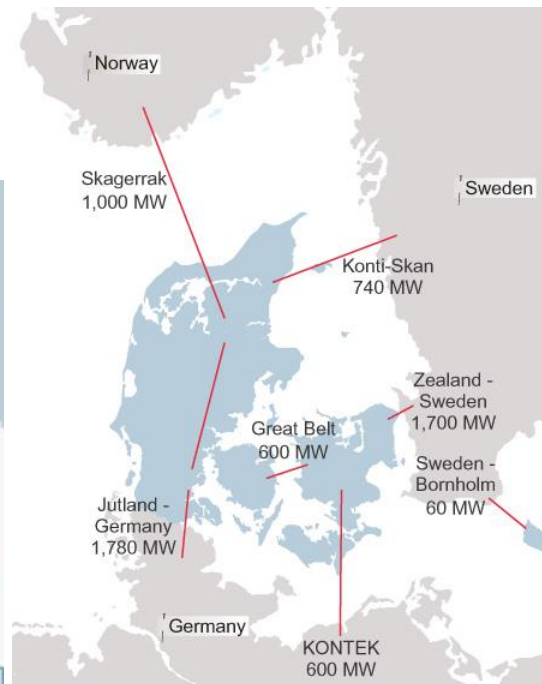 Norway
Skagerrak
1,000 MW
Sweden
Konti-Skan
740 MW
Zealand -
Sweden
1,700 MW
Great Belt
600 MW
Sweden -
Bornholm
60 MW
Jutland -
Germany
1,780 MW
Germany
KONTEK
600 MW